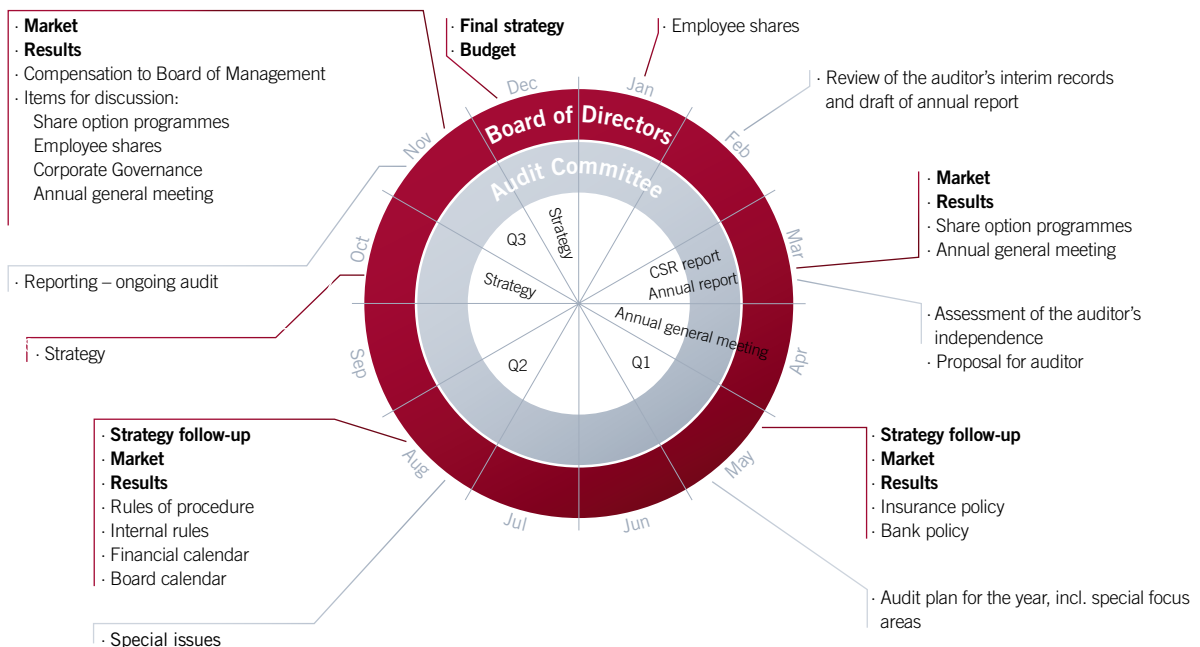 · Market
· Results
· Compensation to Board of Management
· Items for discussion:
Share option programmes
Employee shares
Corporate Governance
Annual general meeting
· Final strategy
· Budget
· Employee shares
· Review of the auditor's interim records
and draft of annual report
· Reporting – ongoing audit
· Strategy
· Market
· Results
· Share option programmes
· Annual general meeting
· Assessment of the auditor's
independence
· Proposal for auditor
Dec
Jan
Nov
Feb
Oct
Mar
Sep
Apr
Aug
May
Jul
Jun
Board of Directors
Audit Committee
Strategy
Q3
Strategy
CSR report
Annual report
Annual general meeting
Q2
Q1
· Strategy follow-up
· Market
· Results
· Rules of procedure
· Internal rules
· Financial calendar
· Board calendar
· Special issues
· Strategy follow-up
· Market
· Results
· Insurance policy
· Bank policy
· Audit plan for the year, incl. special focus
areas